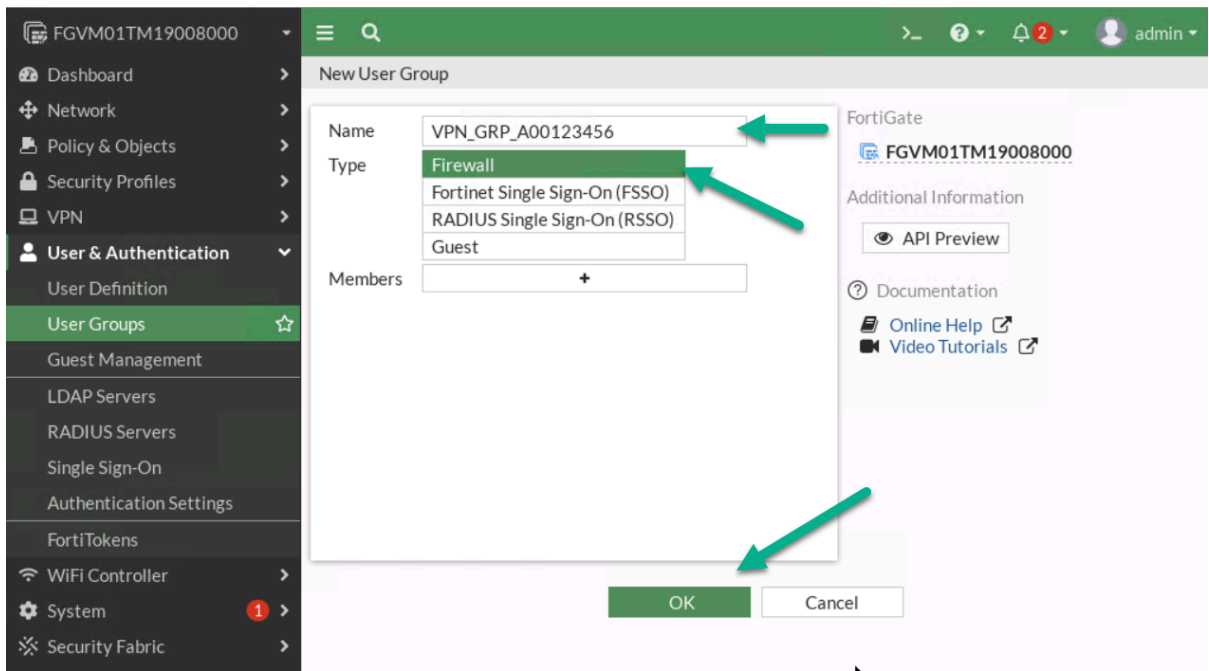 FGVM01TM19008000
>_
2
admin
Dashboard
Network
Policy & Objects
Security Profiles
VPN
User & Authentication
User Definition
User Groups
Guest Management
LDAP Servers
RADIUS Servers
Single Sign-On
Authentication Settings
FortiTokens
WiFi Controller
System 1
Security Fabric
New User Group
Name VPN_GRP_A00123456
Type Firewall
Fortinet Single Sign-On (FSSO)
RADIUS Single Sign-On (RSSO)
Guest
Members +
OK Cancel
FortiGate
FGVM01TM19008000
Additional Information
API Preview
Documentation
Online Help
Video Tutorials